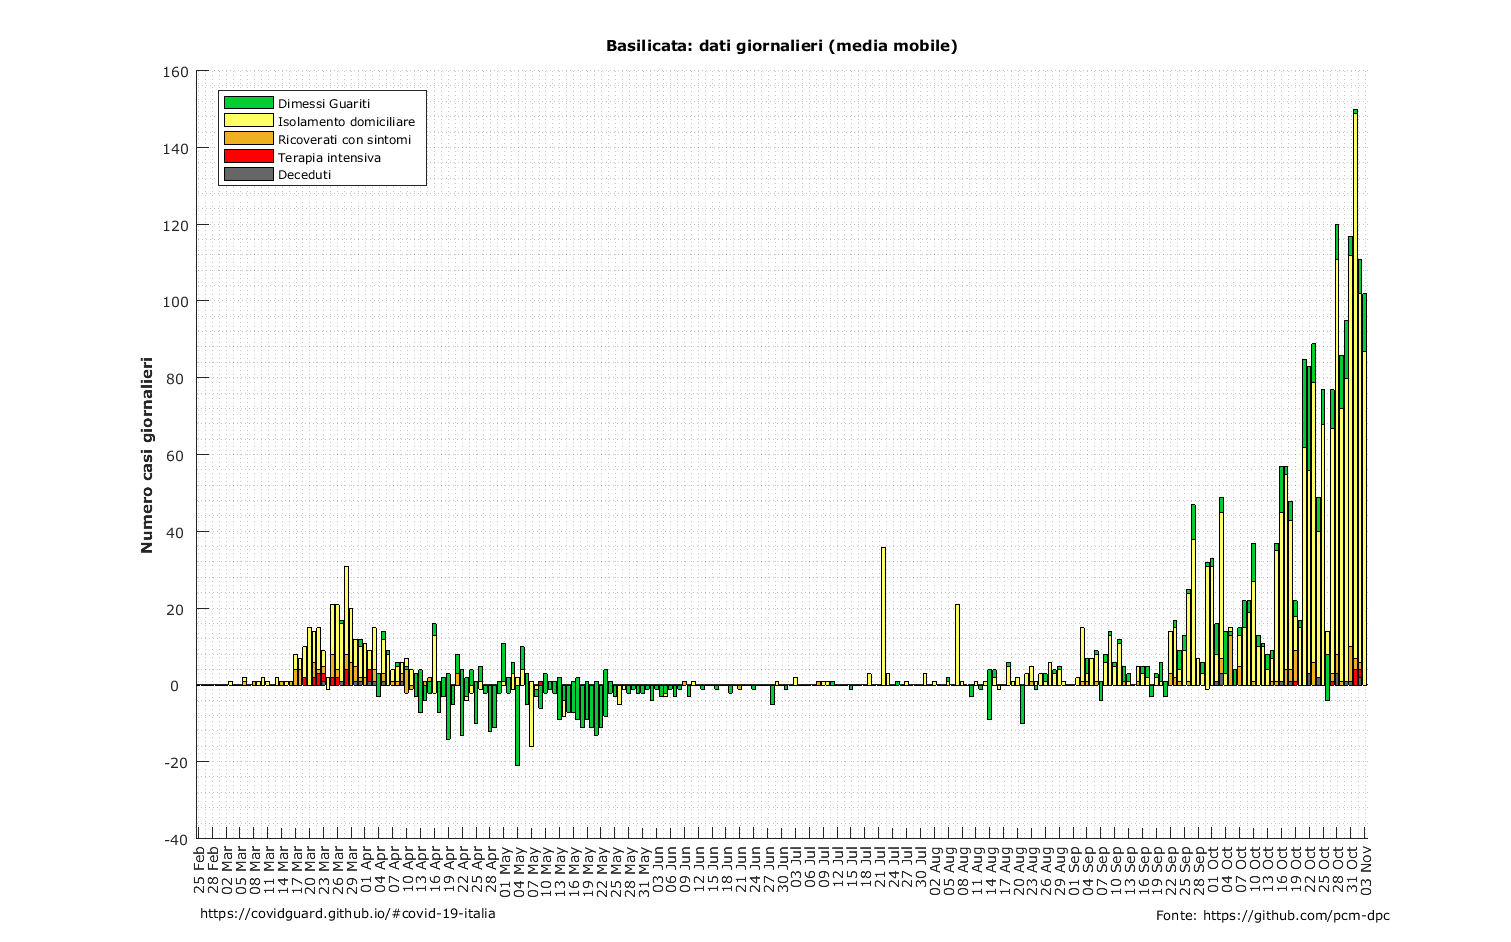 Basilicata: dati giornalieri (media mobile)
160
140
120
100
80
60
40
20
0
-20
-40
Numero casi giornalieri
Dimessi Guariti
Isolamento domiciliare
Ricoverati con sintomi
Terapia intensiva
Deceduti
25 Feb
28 Feb
02 Mar
05 Mar
08 Mar
11 Mar
14 Mar
17 Mar
20 Mar
23 Mar
26 Mar
29 Mar
01 Apr
04 Apr
07 Apr
10 Apr
13 Apr
16 Apr
19 Apr
22 Apr
25 Apr
28 Apr
01 May
04 May
07 May
10 May
13 May
16 May
19 May
22 May
25 May
28 May
31 May
03 Jun
06 Jun
09 Jun
12 Jun
15 Jun
18 Jun
21 Jun
24 Jun
27 Jun
30 Jun
03 Jul
06 Jul
09 Jul
12 Jul
15 Jul
18 Jul
21 Jul
24 Jul
27 Jul
30 Jul
02 Aug
05 Aug
08 Aug
11 Aug
14 Aug
17 Aug
20 Aug
23 Aug
26 Aug
29 Aug
01 Sep
04 Sep
07 Sep
10 Sep
13 Sep
16 Sep
19 Sep
22 Sep
25 Sep
28 Sep
01 Oct
04 Oct
07 Oct
10 Oct
13 Oct
16 Oct
19 Oct
22 Oct
25 Oct
28 Oct
31 Oct
03 Nov
https://covidguard.github.io/#covid-19-italia
Fonte: https://github.com/pcm-dpc